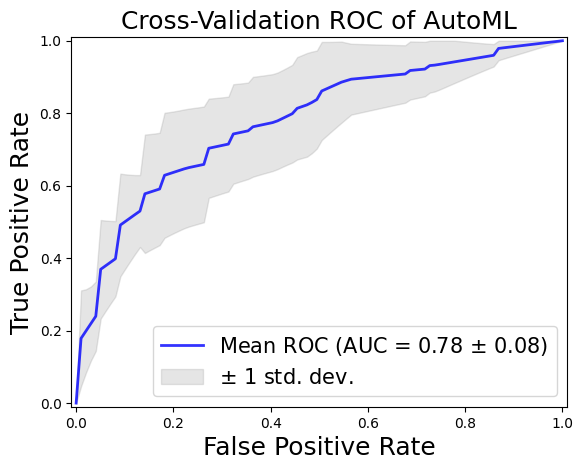 Cross-Validation ROC of AutoML
True Positive Rate
1.0
0.8
0.6
0.4
0.2
0.0
Mean ROC (AUC = 0.78 ± 0.08)
± 1 std. dev.
0.0 0.2 0.4 0.6 0.8 1.0
False Positive Rate